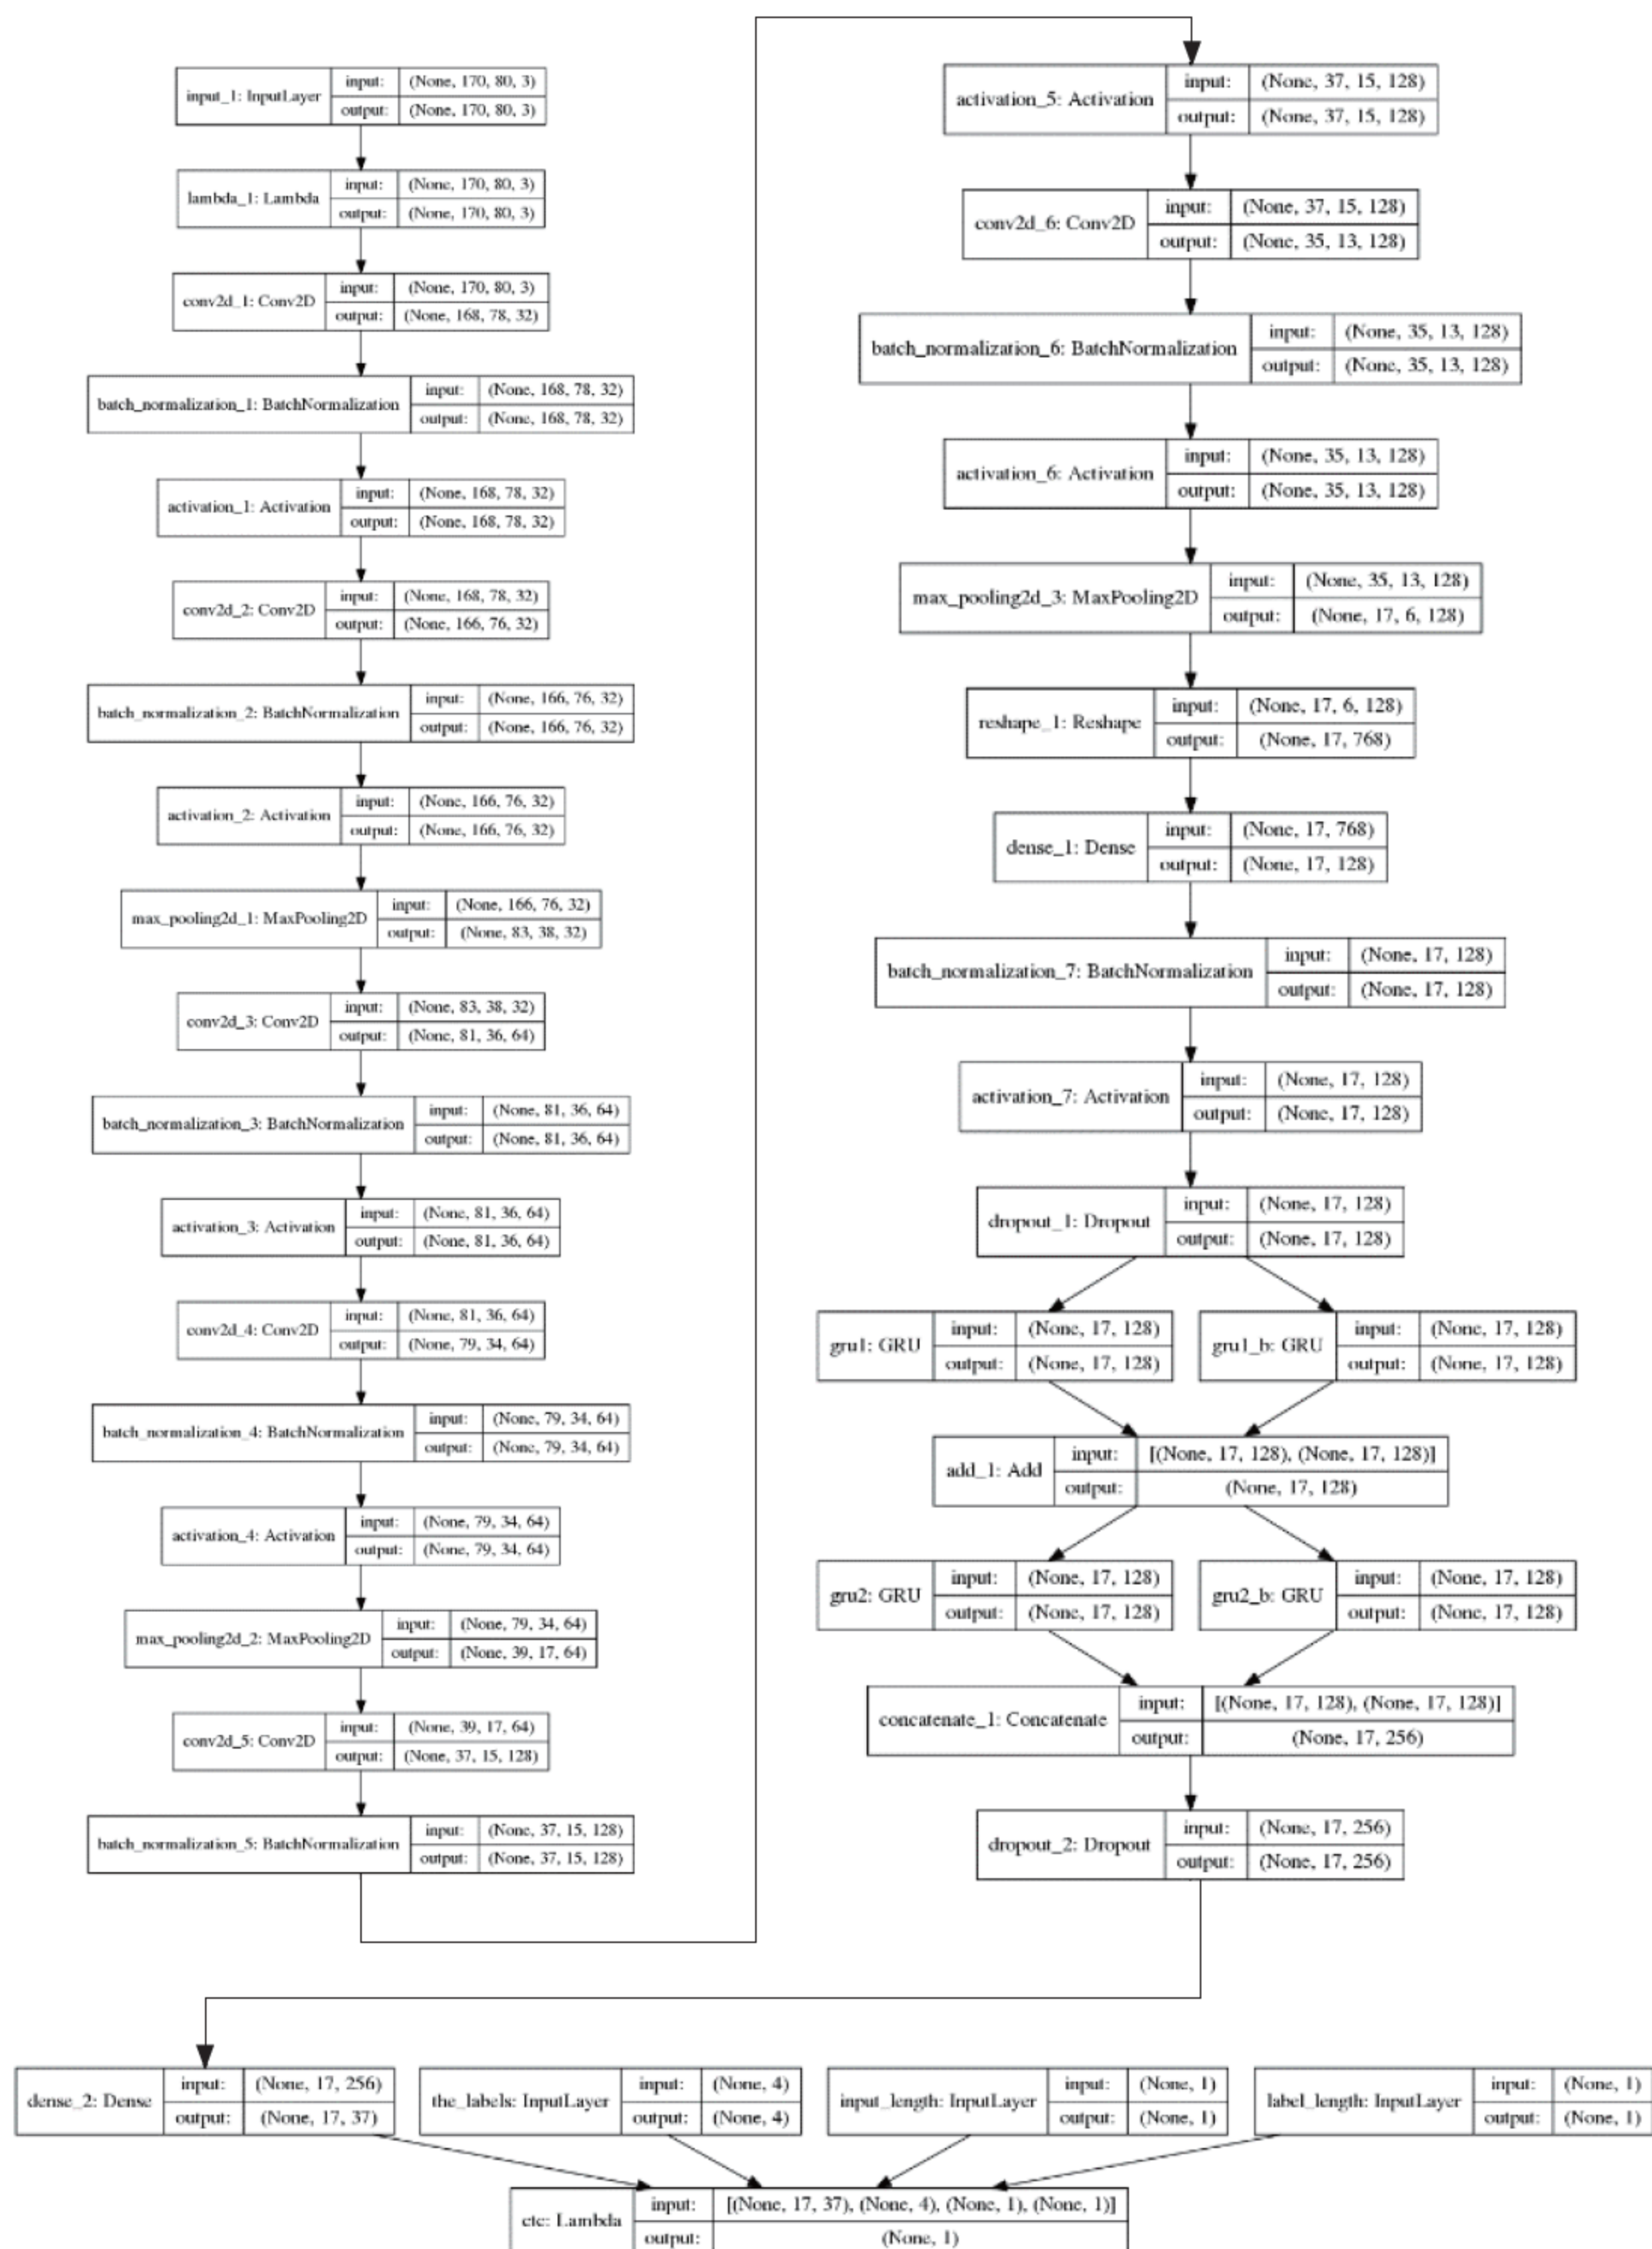 input_1: InputLayer
input: (None, 170, 80, 3)
output: (None, 170, 80, 3)
lambda_1: Lambda
input: (None, 170, 80, 3)
output: (None, 170, 80, 3)
conv2d_1: Conv2D
input: (None, 170, 80, 3)
output: (None, 168, 78, 32)
batch_normalization_1: BatchNormalization
input: (None, 168, 78, 32)
output: (None, 168, 78, 32)
activation_1: Activation
input: (None, 168, 78, 32)
output: (None, 168, 78, 32)
conv2d_2: Conv2D
input: (None, 168, 78, 32)
output: (None, 166, 76, 32)
batch_normalization_2: BatchNormalization
input: (None, 166, 76, 32)
output: (None, 166, 76, 32)
activation_2: Activation
input: (None, 166, 76, 32)
output: (None, 166, 76, 32)
max_pooling2d_1: MaxPooling2D
input: (None, 166, 76, 32)
output: (None, 83, 38, 32)
conv2d_3: Conv2D
input: (None, 83, 38, 32)
output: (None, 81, 36, 64)
batch_normalization_3: BatchNormalization
input: (None, 81, 36, 64)
output: (None, 81, 36, 64)
activation_3: Activation
input: (None, 81, 36, 64)
output: (None, 81, 36, 64)
conv2d_4: Conv2D
input: (None, 81, 36, 64)
output: (None, 79, 34, 64)
batch_normalization_4: BatchNormalization
input: (None, 79, 34, 64)
output: (None, 79, 34, 64)
activation_4: Activation
input: (None, 79, 34, 64)
output: (None, 79, 34, 64)
max_pooling2d_2: MaxPooling2D
input: (None, 79, 34, 64)
output: (None, 39, 17, 64)
conv2d_5: Conv2D
input: (None, 39, 17, 64)
output: (None, 37, 15, 128)
batch_normalization_5: BatchNormalization
input: (None, 37, 15, 128)
output: (None, 37, 15, 128)
activation_5: Activation
input: (None, 37, 15, 128)
output: (None, 37, 15, 128)
conv2d_6: Conv2D
input: (None, 37, 15, 128)
output: (None, 35, 13, 128)
batch_normalization_6: BatchNormalization
input: (None, 35, 13, 128)
output: (None, 35, 13, 128)
activation_6: Activation
input: (None, 35, 13, 128)
output: (None, 35, 13, 128)
max_pooling2d_3: MaxPooling2D
input: (None, 35, 13, 128)
output: (None, 17, 6, 128)
reshape_1: Reshape
input: (None, 17, 6, 128)
output: (None, 17, 768)
dense_1: Dense
input: (None, 17, 768)
output: (None, 17, 128)
batch_normalization_7: BatchNormalization
input: (None, 17, 128)
output: (None, 17, 128)
activation_7: Activation
input: (None, 17, 128)
output: (None, 17, 128)
dropout_1: Dropout
input: (None, 17, 128)
output: (None, 17, 128)
gru1: GRU
input: (None, 17, 128)
output: (None, 17, 128)
gru1_b: GRU
input: (None, 17, 128)
output: (None, 17, 128)
add_1: Add
input: [(None, 17, 128), (None, 17, 128)]
output: (None, 17, 128)
gru2: GRU
input: (None, 17, 128)
output: (None, 17, 128)
gru2_b: GRU
input: (None, 17, 128)
output: (None, 17, 128)
concatenate_1: Concatenate
input: [(None, 17, 128), (None, 17, 128)]
output: (None, 17, 256)
dropout_2: Dropout
input: (None, 17, 256)
output: (None, 17, 256)
dense_2: Dense
input: (None, 17, 256)
output: (None, 17, 37)
the_labels: InputLayer
input: (None, 4)
output: (None, 4)
input_length: InputLayer
input: (None, 1)
output: (None, 1)
label_length: InputLayer
input: (None, 1)
output: (None, 1)
ctc: Lambda
input: [(None, 17, 37), (None, 4), (None, 1), (None, 1)]
output: (None, 1)